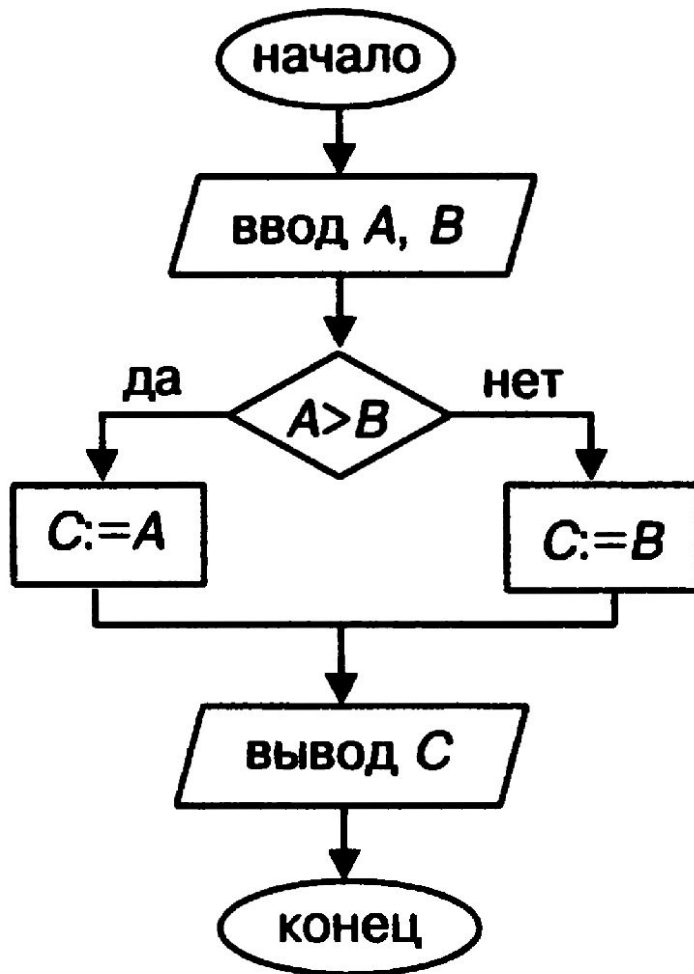 начало
ввод A, B
да
A>B
нет
C:=A
C:=B
вывод C
конец